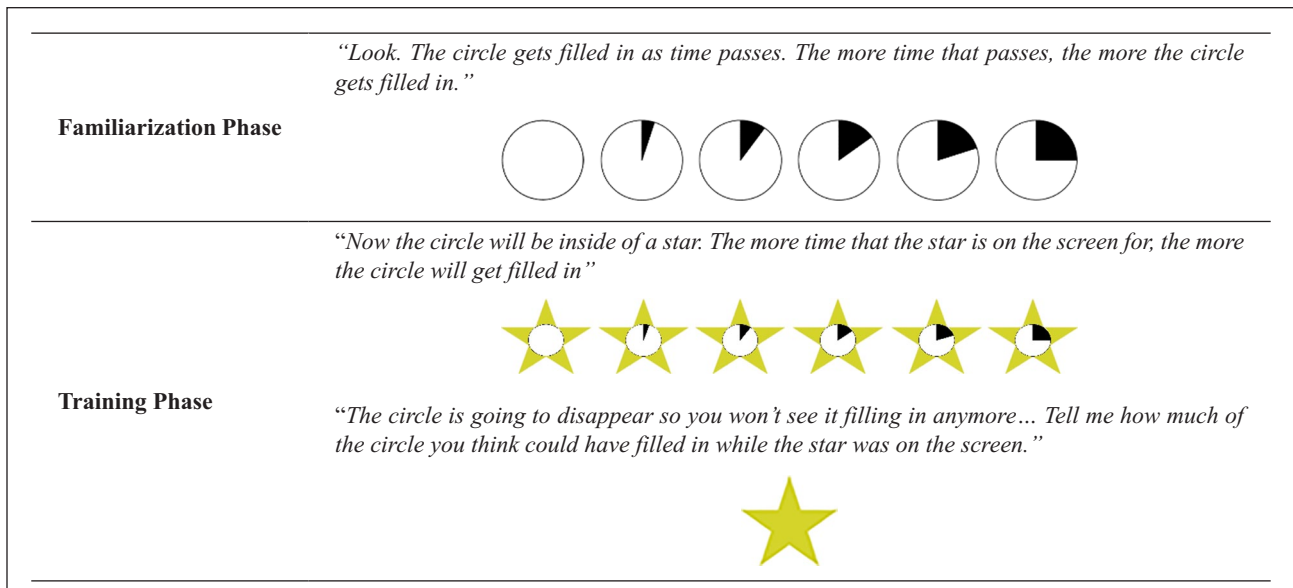 “Look. The circle gets filled in as time passes. The more time that passes, the more the circle
gets filled in.”
Familiarization Phase
“Now the circle will be inside of a star. The more time that the star is on the screen for, the more
the circle will get filled in”
Training Phase
“The circle is going to disappear so you won’t see it filling in anymore… Tell me how much of
the circle you think could have filled in while the star was on the screen.”